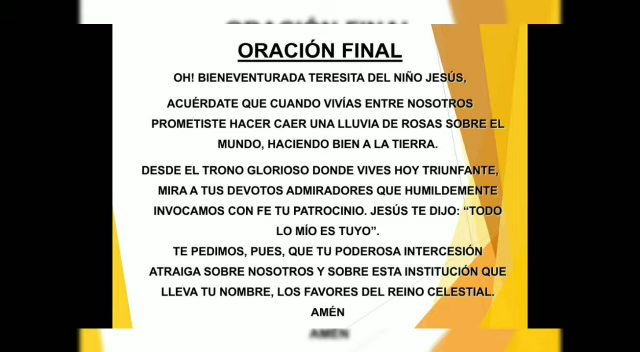 ORACIÓN FINAL
OH! BIENEVENTURADA TERESITA DEL NIÑO JESÚS,
ACUÉRDATE QUE CUANDO VIVÍAS ENTRE NOSOTROS
PROMETISTE HACER CAER UNA LLUVIA DE ROSAS SOBRE EL
MUNDO, HACIENDO BIEN A LA TIERRA.
DESDE EL TRONO GLORIOSO DONDE VIVES HOY TRIUNFANTE,
MIRA A TUS DEVOTOS ADMIRADORES QUE HUMILDEMENTE
INVOCAMOS CON FE TU PATROCINIO. JESÚS TE DIJO: “TODO
LO MÍO ES TUYO”.
TE PEDIMOS, PUES, QUE TU PODEROSA INTERCESIÓN
ATRAIGA SOBRE NOSOTROS Y SOBRE ESTA INSTITUCIÓN QUE
LLEVA TU NOMBRE, LOS FAVORES DEL REINO CELESTIAL.
AMÉN
AMÉN